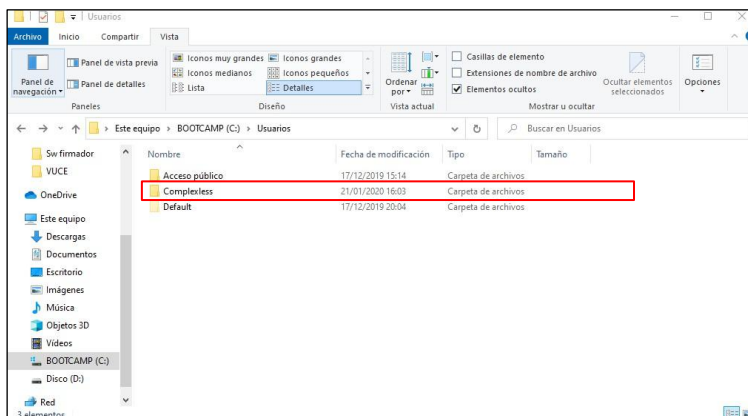 Usuarios
Archivo Inicio Compartir Vista
Panel de navegación
Panel de vista previa
Panel de detalles
Paneles
Iconos muy grandes Iconos grandes
Iconos medianos Iconos pequeños
Lista Detalles
Diseño
Ordenar por
Vista actual
Casillas de elemento
Extensiones de nombre de archivo
Elementos ocultos
Ocultar elementos seleccionados
Mostrar u ocultar
Opciones
Este equipo > BOOTCAMP (C:) > Usuarios
Buscar en Usuarios
Sw firmador
VUCE
OneDrive
Este equipo
Descargas
Documentos
Escritorio
Imágenes
Música
Objetos 3D
Vídeos
BOOTCAMP (C:)
Disco (D:)
Red
Nombre Fecha de modificación Tipo Tamaño
Acceso público 17/12/2019 15:14 Carpeta de archivos
Complexless 21/01/2020 16:03 Carpeta de archivos
Default 17/12/2019 20:04 Carpeta de archivos
3 elementos